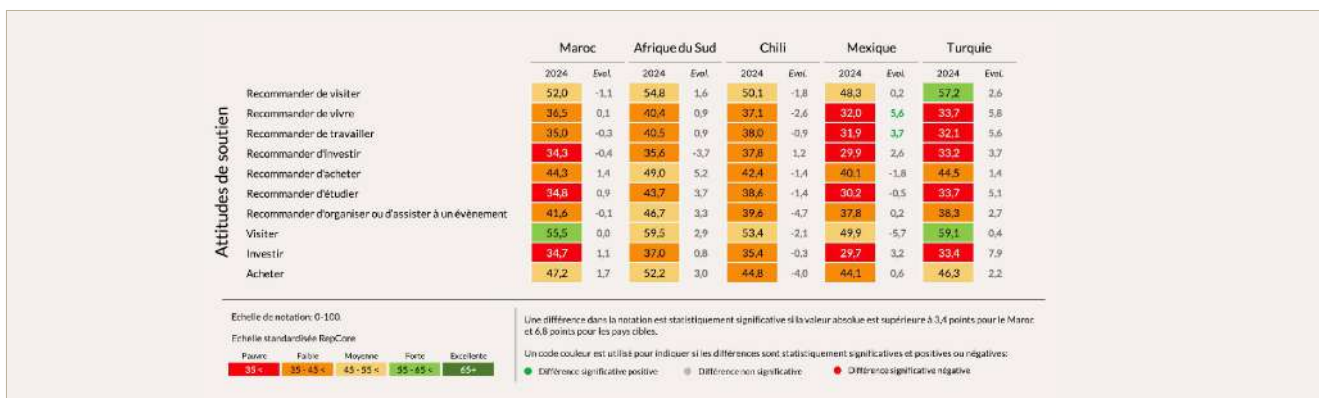 Maroc Afrique du Sud Chili Mexique Turquie
2024 Evol. 2024 Evol. 2024 Evol. 2024 Evol. 2024 Evol.
Attitudes de soutien
Recommander de visiter 52,0 -1,1 54,8 1,6 50,1 -1,8 48,3 0,2 57,2 2,6
Recommander de vivre 36,5 0,1 40,4 0,9 37,1 -2,6 32,0 5,6 33,7 5,8
Recommander de travailler 35,0 -0,3 40,5 0,9 38,0 -0,9 31,9 3,7 32,1 5,6
Recommander d'investir 34,3 -0,4 35,6 -3,7 37,8 1,2 29,9 2,6 33,2 3,7
Recommander d'acheter 44,3 1,4 49,0 5,2 42,4 -1,4 40,1 -1,8 44,5 1,4
Recommander d'étudier 34,8 0,9 43,7 3,7 38,6 -1,4 30,2 -0,5 33,7 5,1
Recommander d'organiser ou d'assister à un évènement 41,6 -0,1 46,7 3,3 39,6 -4,7 37,8 0,2 38,3 2,7
Visiter 55,5 0,0 59,5 2,9 53,4 -2,1 49,9 -5,7 59,1 0,4
Investir 34,7 1,1 37,0 0,8 35,4 -0,3 29,7 3,2 33,4 7,9
Acheter 47,2 1,7 52,2 3,0 44,8 -4,0 44,1 0,6 46,3 2,2
Echelle de notation: 0-100.
Echelle standardisée RepCore
Pauvre Faible Moyenne Forte Excellente
35 < 35 - 45 < 45 - 55 < 55 - 65 < 65+
Une différence dans la notation est statistiquement significative si la valeur absolue est supérieure à 3,4 points pour le Maroc
et 6,8 points pour les pays cibles.
Un code couleur est utilisé pour indiquer si les différences sont statistiquement significatives et positives ou négatives:
Différence significative positive Différence non significative Différence significative négative